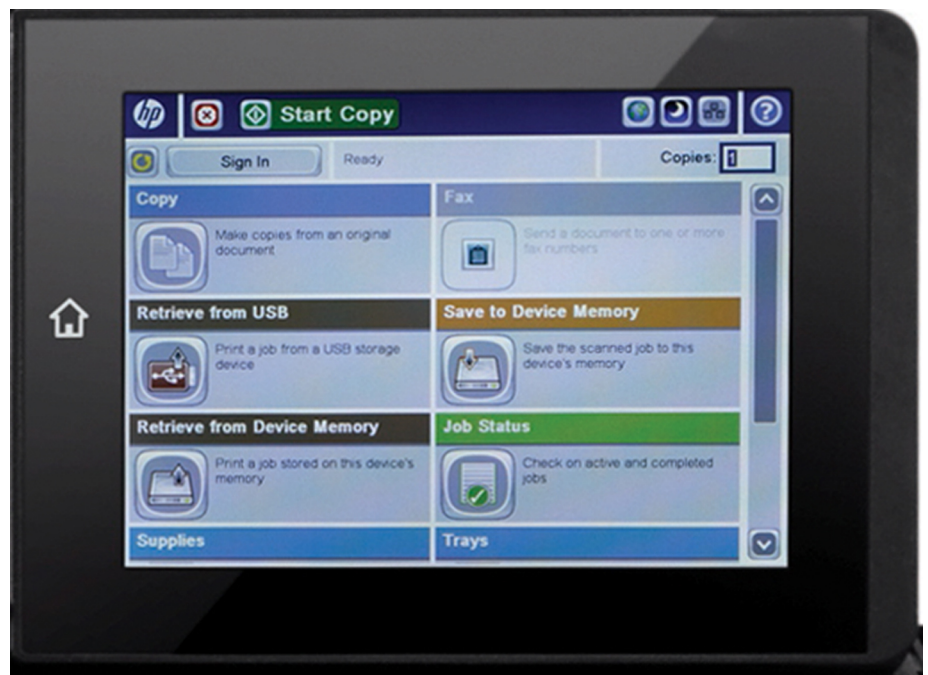 hp
Start Copy
?
Sign In
Ready
Copies: 1
Copy
Make copies from an original
document
Fax
Send a document to one or more
fax numbers
Retrieve from USB
Print a job from a USB storage
device
Save to Device Memory
Save the scanned job to this
device's memory
Retrieve from Device Memory
Print a job stored on this device's
memory
Job Status
Check on active and completed
jobs
Supplies
Trays